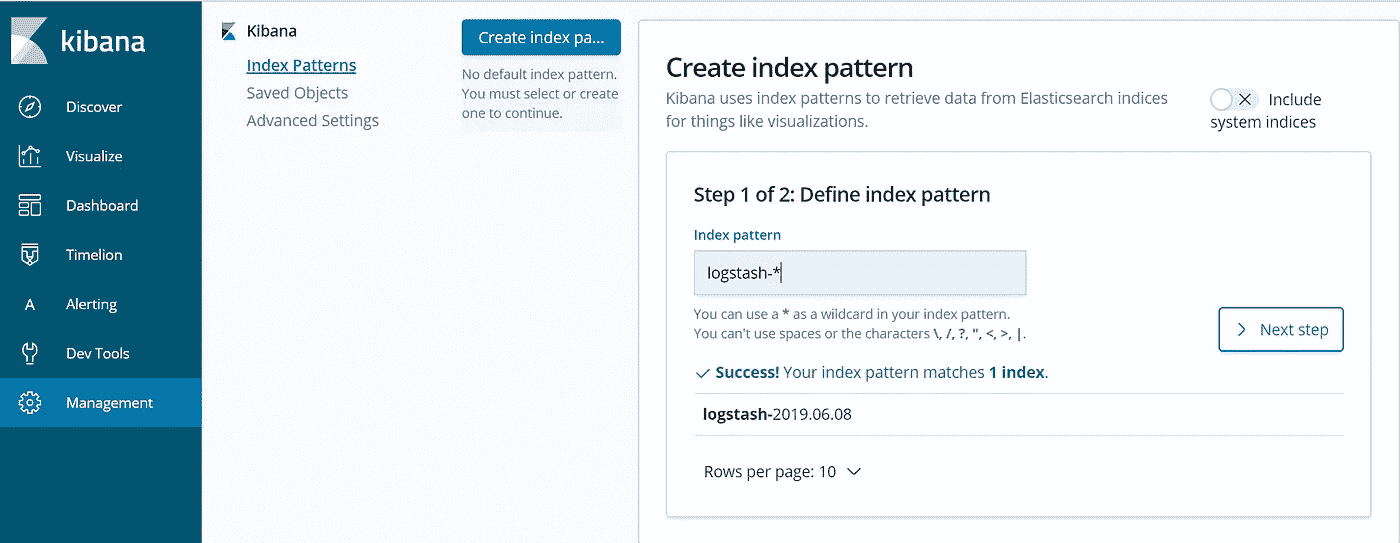 kibana
Discover
Visualize
Dashboard
Timelion
Alerting
Dev Tools
Management
Kibana
Index Patterns
Saved Objects
Advanced Settings
Create index pa...
No default index pattern.
You must select or create
one to continue.
Create index pattern
Kibana uses index patterns to retrieve data from Elasticsearch indices
for things like visualizations.
Include
system indices
Step 1 of 2: Define index pattern
Index pattern
logstash-*
You can use a * as a wildcard in your index pattern.
You can't use spaces or the characters \, /, ?, ", <, >, |.
Next step
Success! Your index pattern matches 1 index.
logstash-2019.06.08
Rows per page: 10